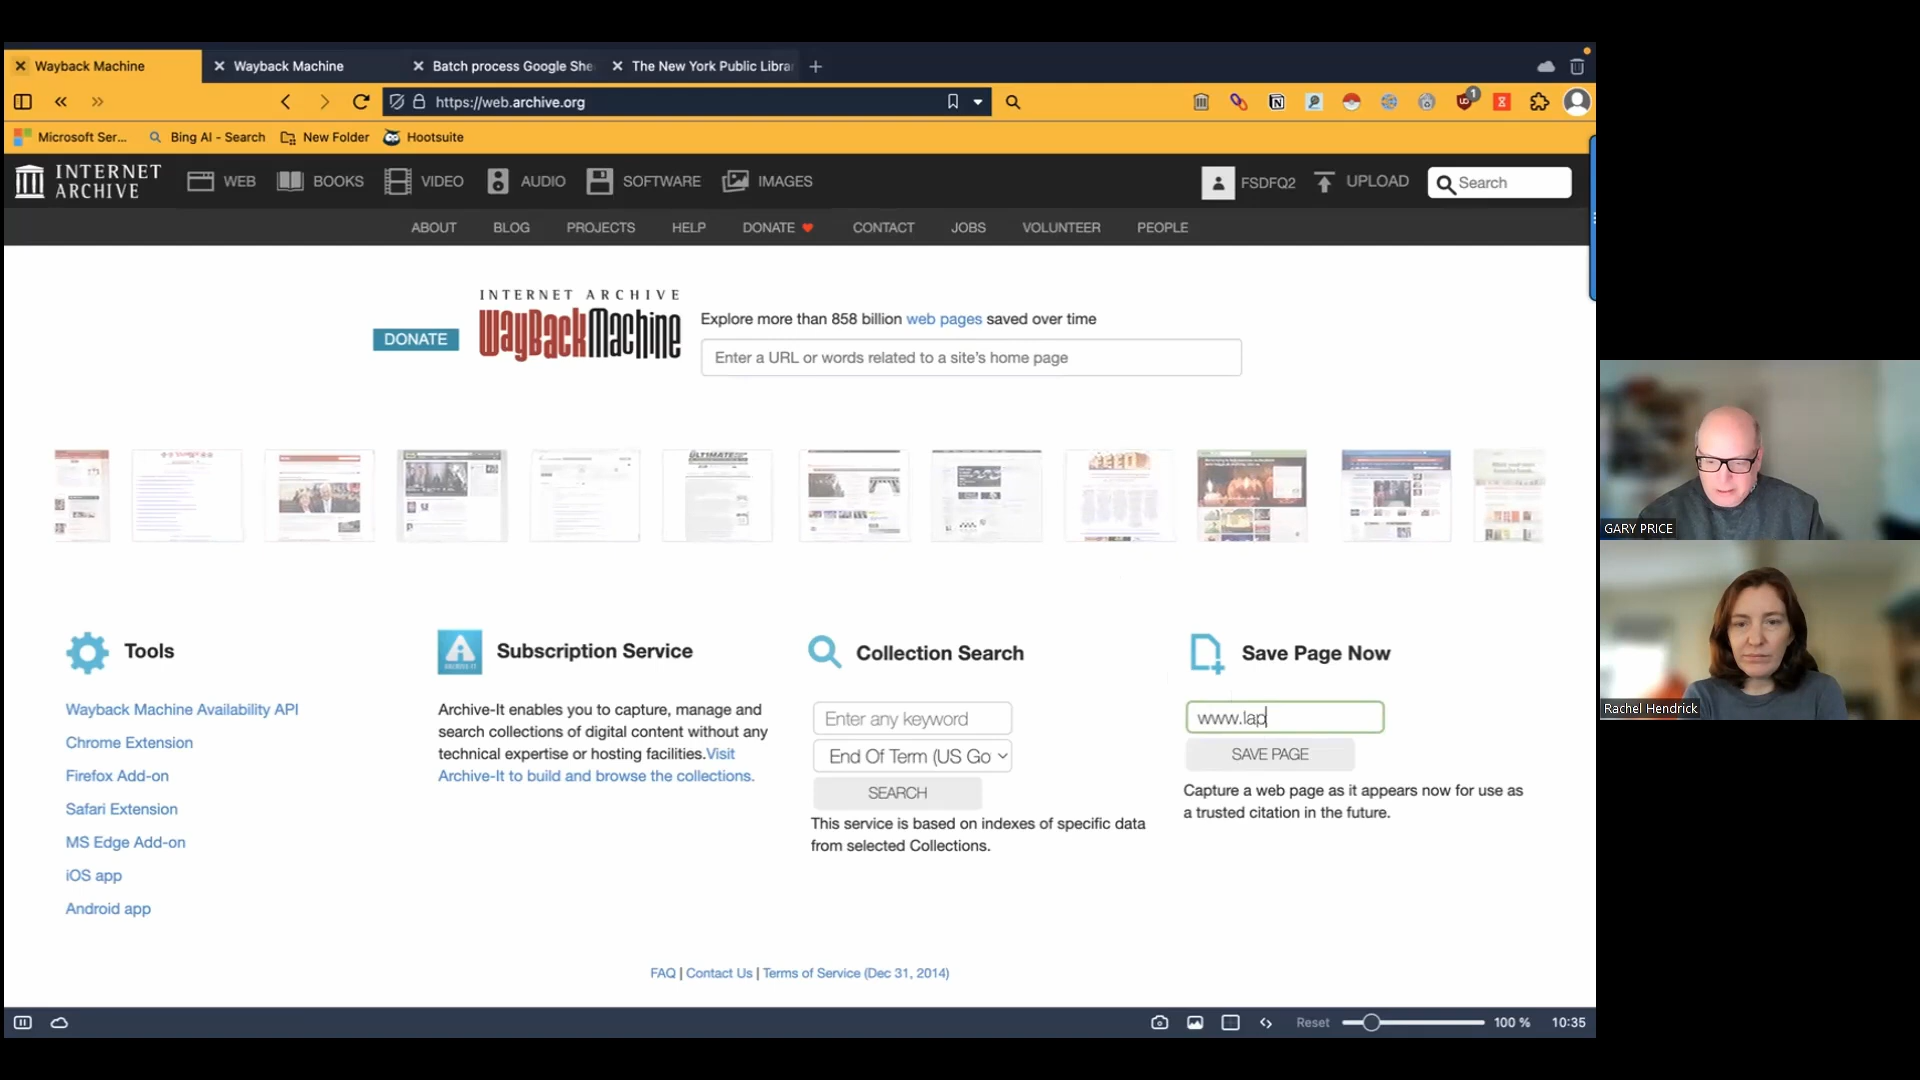 Wayback Machine
Wayback Machine
Batch process Google She
The New York Public Librar
https://web.archive.org
1
Microsoft Ser...
Bing AI - Search
New Folder
Hootsuite
INTERNET ARCHIVE
WEB
BOOKS
VIDEO
AUDIO
SOFTWARE
IMAGES
FSDFQ2
UPLOAD
Search
ABOUT
BLOG
PROJECTS
HELP
DONATE
CONTACT
JOBS
VOLUNTEER
PEOPLE
DONATE
INTERNET ARCHIVE
WayBackMachine
Explore more than 858 billion web pages saved over time
Enter a URL or words related to a site's home page
ULTIMATE
Tools
Wayback Machine Availability API
Chrome Extension
Firefox Add-on
Safari Extension
MS Edge Add-on
iOS app
Android app
Subscription Service
ARCHIVE-IT
Archive-It enables you to capture, manage and
search collections of digital content without any
technical expertise or hosting facilities.Visit
Archive-It to build and browse the collections.
Collection Search
Enter any keyword
End Of Term (US Go
SEARCH
This service is based on indexes of specific data
from selected Collections.
Save Page Now
www.lap
SAVE PAGE
Capture a web page as it appears now for use as
a trusted citation in the future.
FAQ | Contact Us | Terms of Service (Dec 31, 2014)
Reset
100 %
10:35
GARY PRICE
Rachel Hendrick